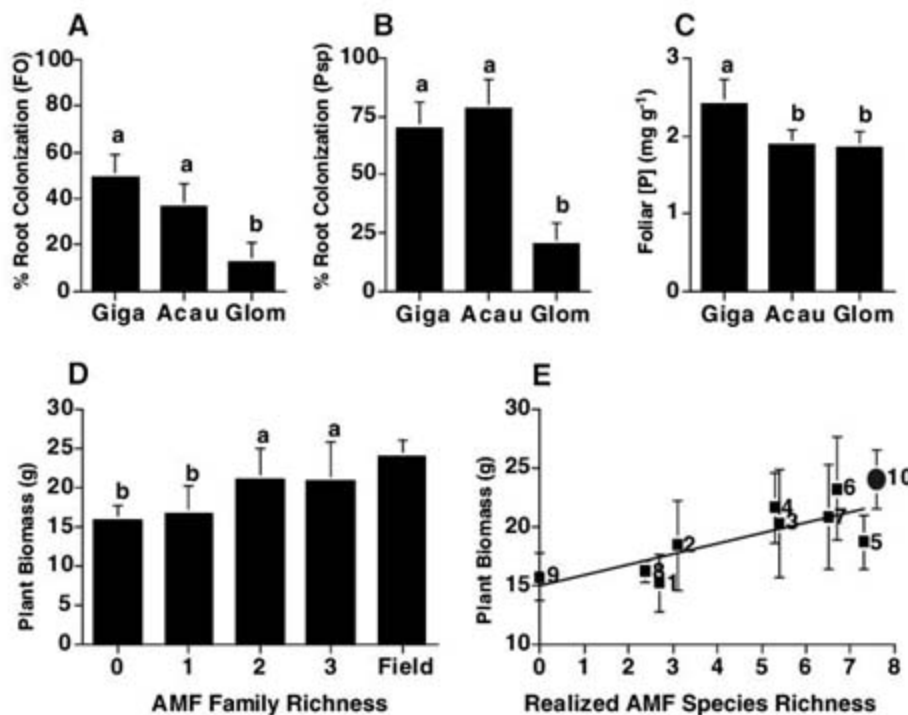 A
% Root Colonization (FO)
100
80
60
40
20
0
a
a
b
Giga Acau Glom
B
% Root Colonization (Psp)
100
75
50
25
0
a
a
b
Giga Acau Glom
C
Foliar [P] (mg g⁻¹)
3
2
1
0
a
b
b
Giga Acau Glom
D
Plant Biomass (g)
30
25
20
15
10
5
0
b
b
a
a
0 1 2 3 Field
AMF Family Richness
E
Plant Biomass (g)
30
25
20
15
10
9
8
1
2
4
3
7
6
5
10
0 1 2 3 4 5 6 7 8
Realized AMF Species Richness